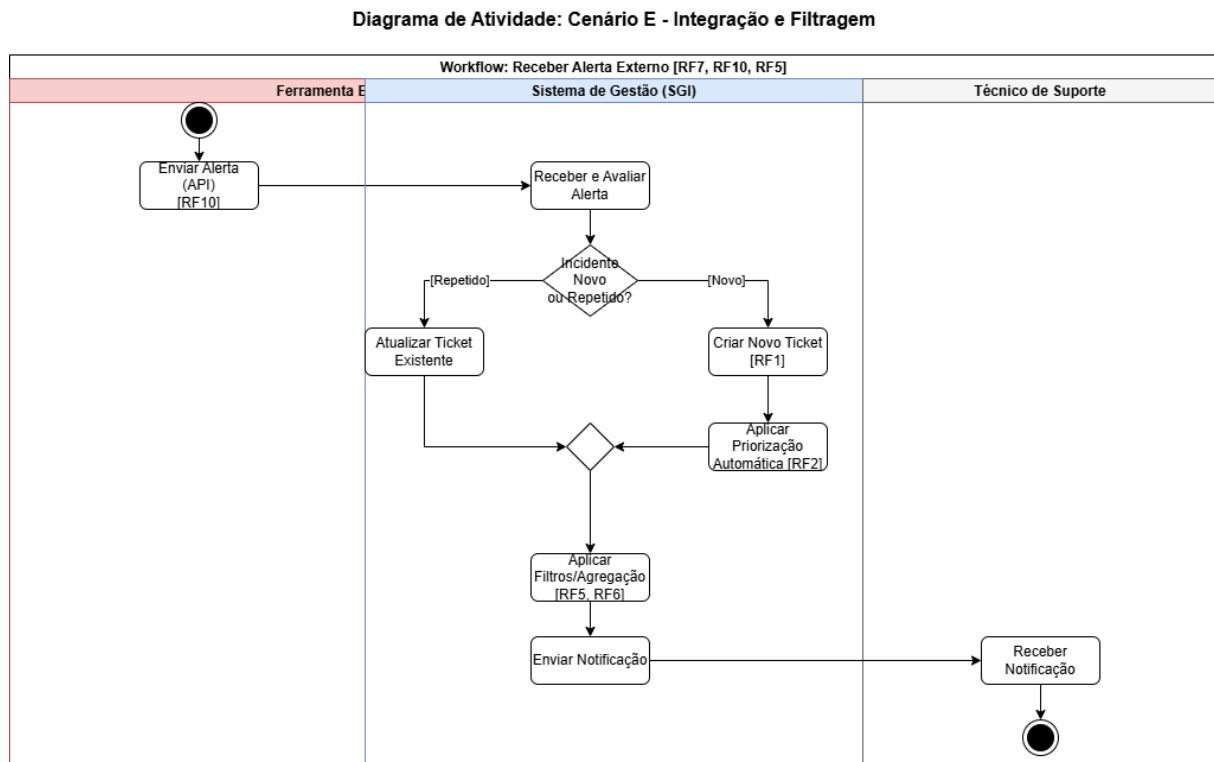 Diagrama de Atividade: Cenário E - Integração e Filtragem
Workflow: Receber Alerta Externo [RF7, RF10, RF5]
Ferramenta E
Sistema de Gestão (SGI)
Técnico de Suporte
Enviar Alerta
(API)
[RF10]
Receber e Avaliar
Alerta
Incidente
Novo
ou Repetido?
[Repetido]
[Novo]
Atualizar Ticket
Existente
Criar Novo Ticket
[RF1]
Aplicar
Priorização
Automática [RF2]
Aplicar
Filtros/Agregação
[RF5, RF6]
Enviar Notificação
Receber
Notificação